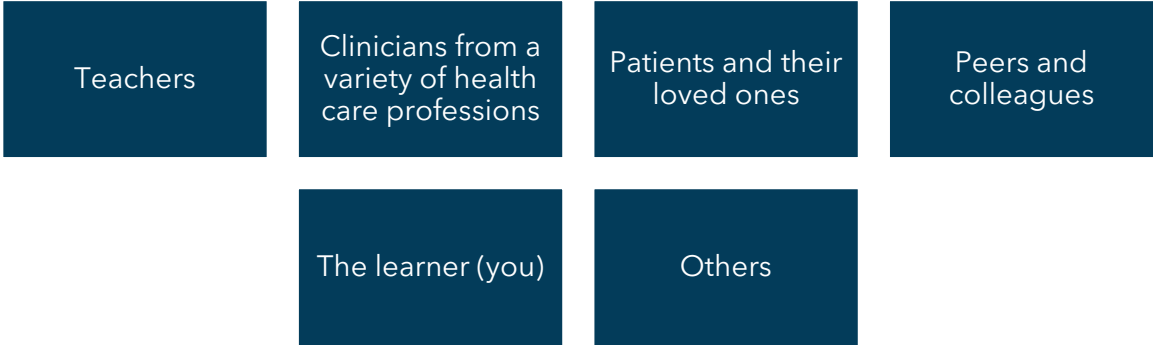 Teachers
Clinicians from a
variety of health
care professions
Patients and their
loved ones
Peers and
colleagues
The learner (you)
Others